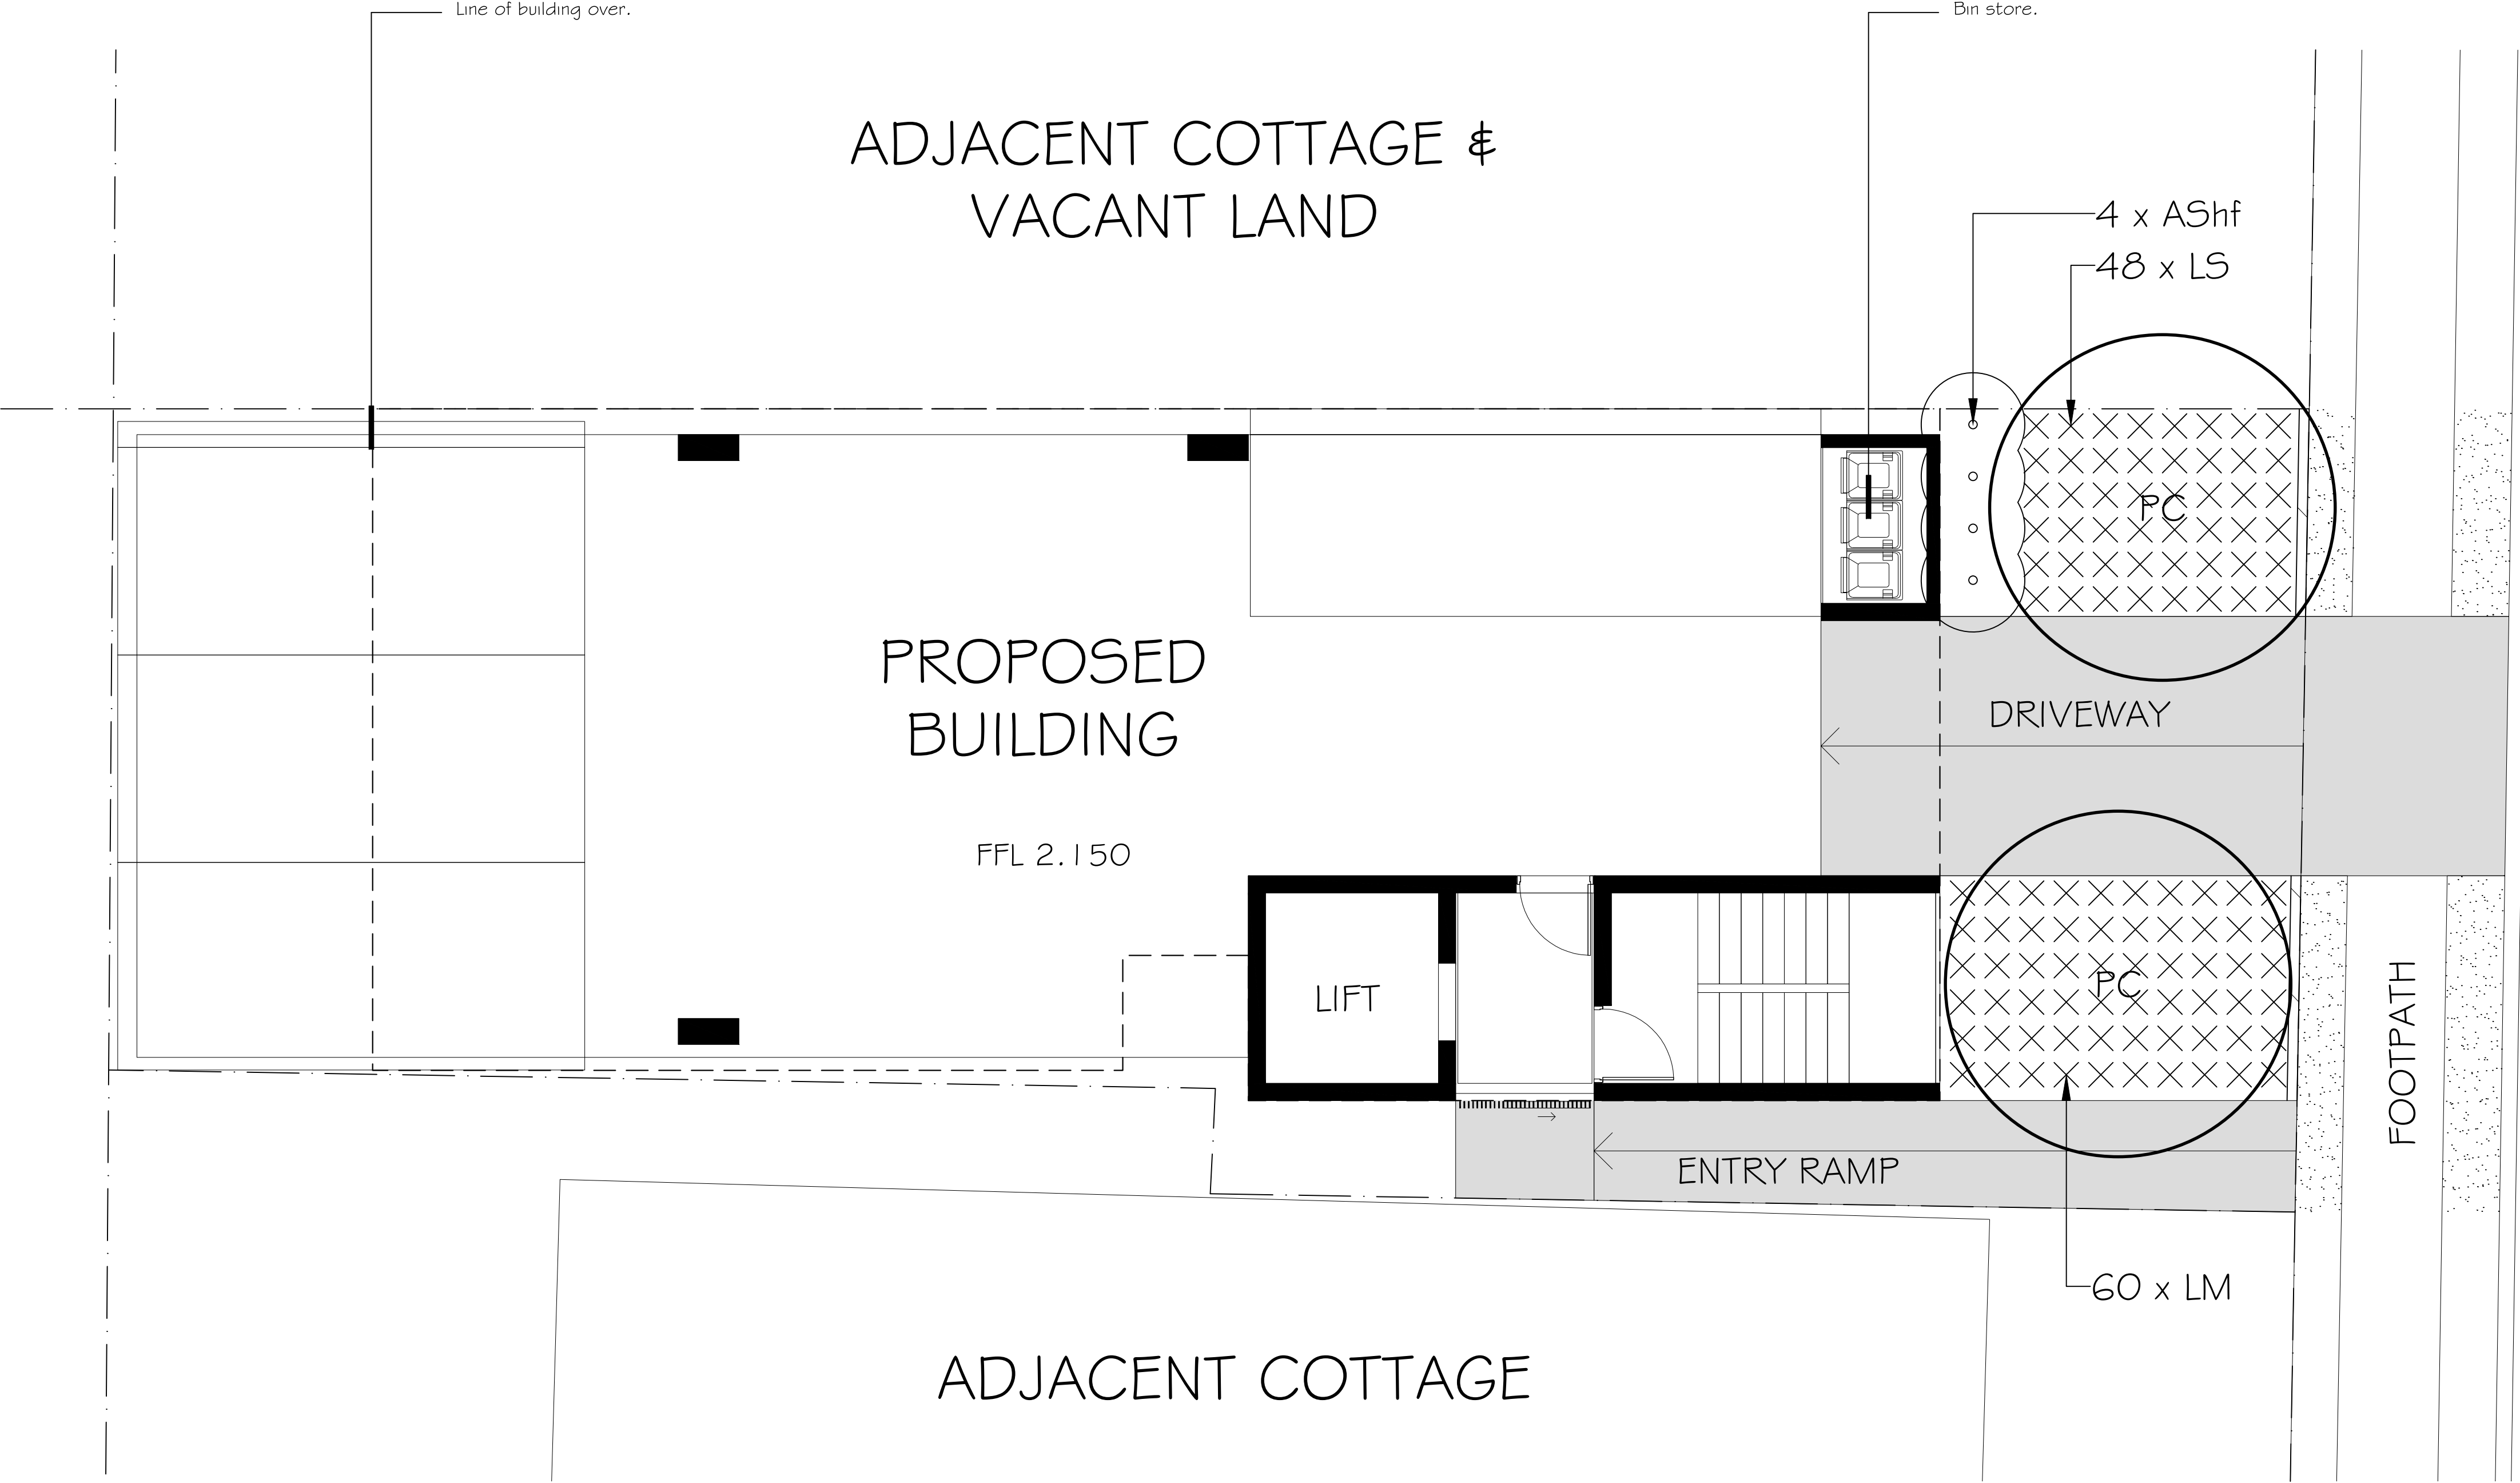 Line of building over.
Bin store.
ADJACENT COTTAGE &
VACANT LAND
4 x AShf
48 x LS
PC
PROPOSED
BUILDING
DRIVEWAY
FFL 2.150
LIFT
PC
FOOTPATH
ENTRY RAMP
60 x LM
ADJACENT COTTAGE